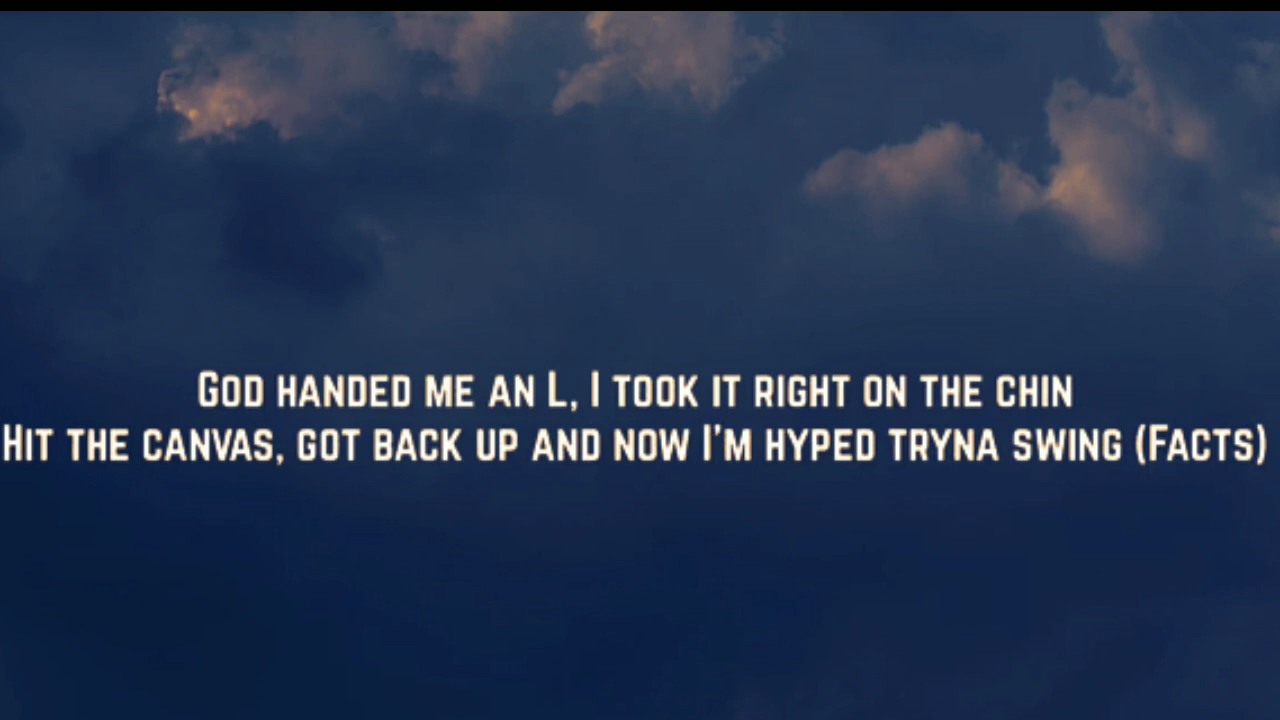 God handed me an L, I took it right on the chin
Hit the canvas, got back up and now I'm hyped tryna swing (Facts)